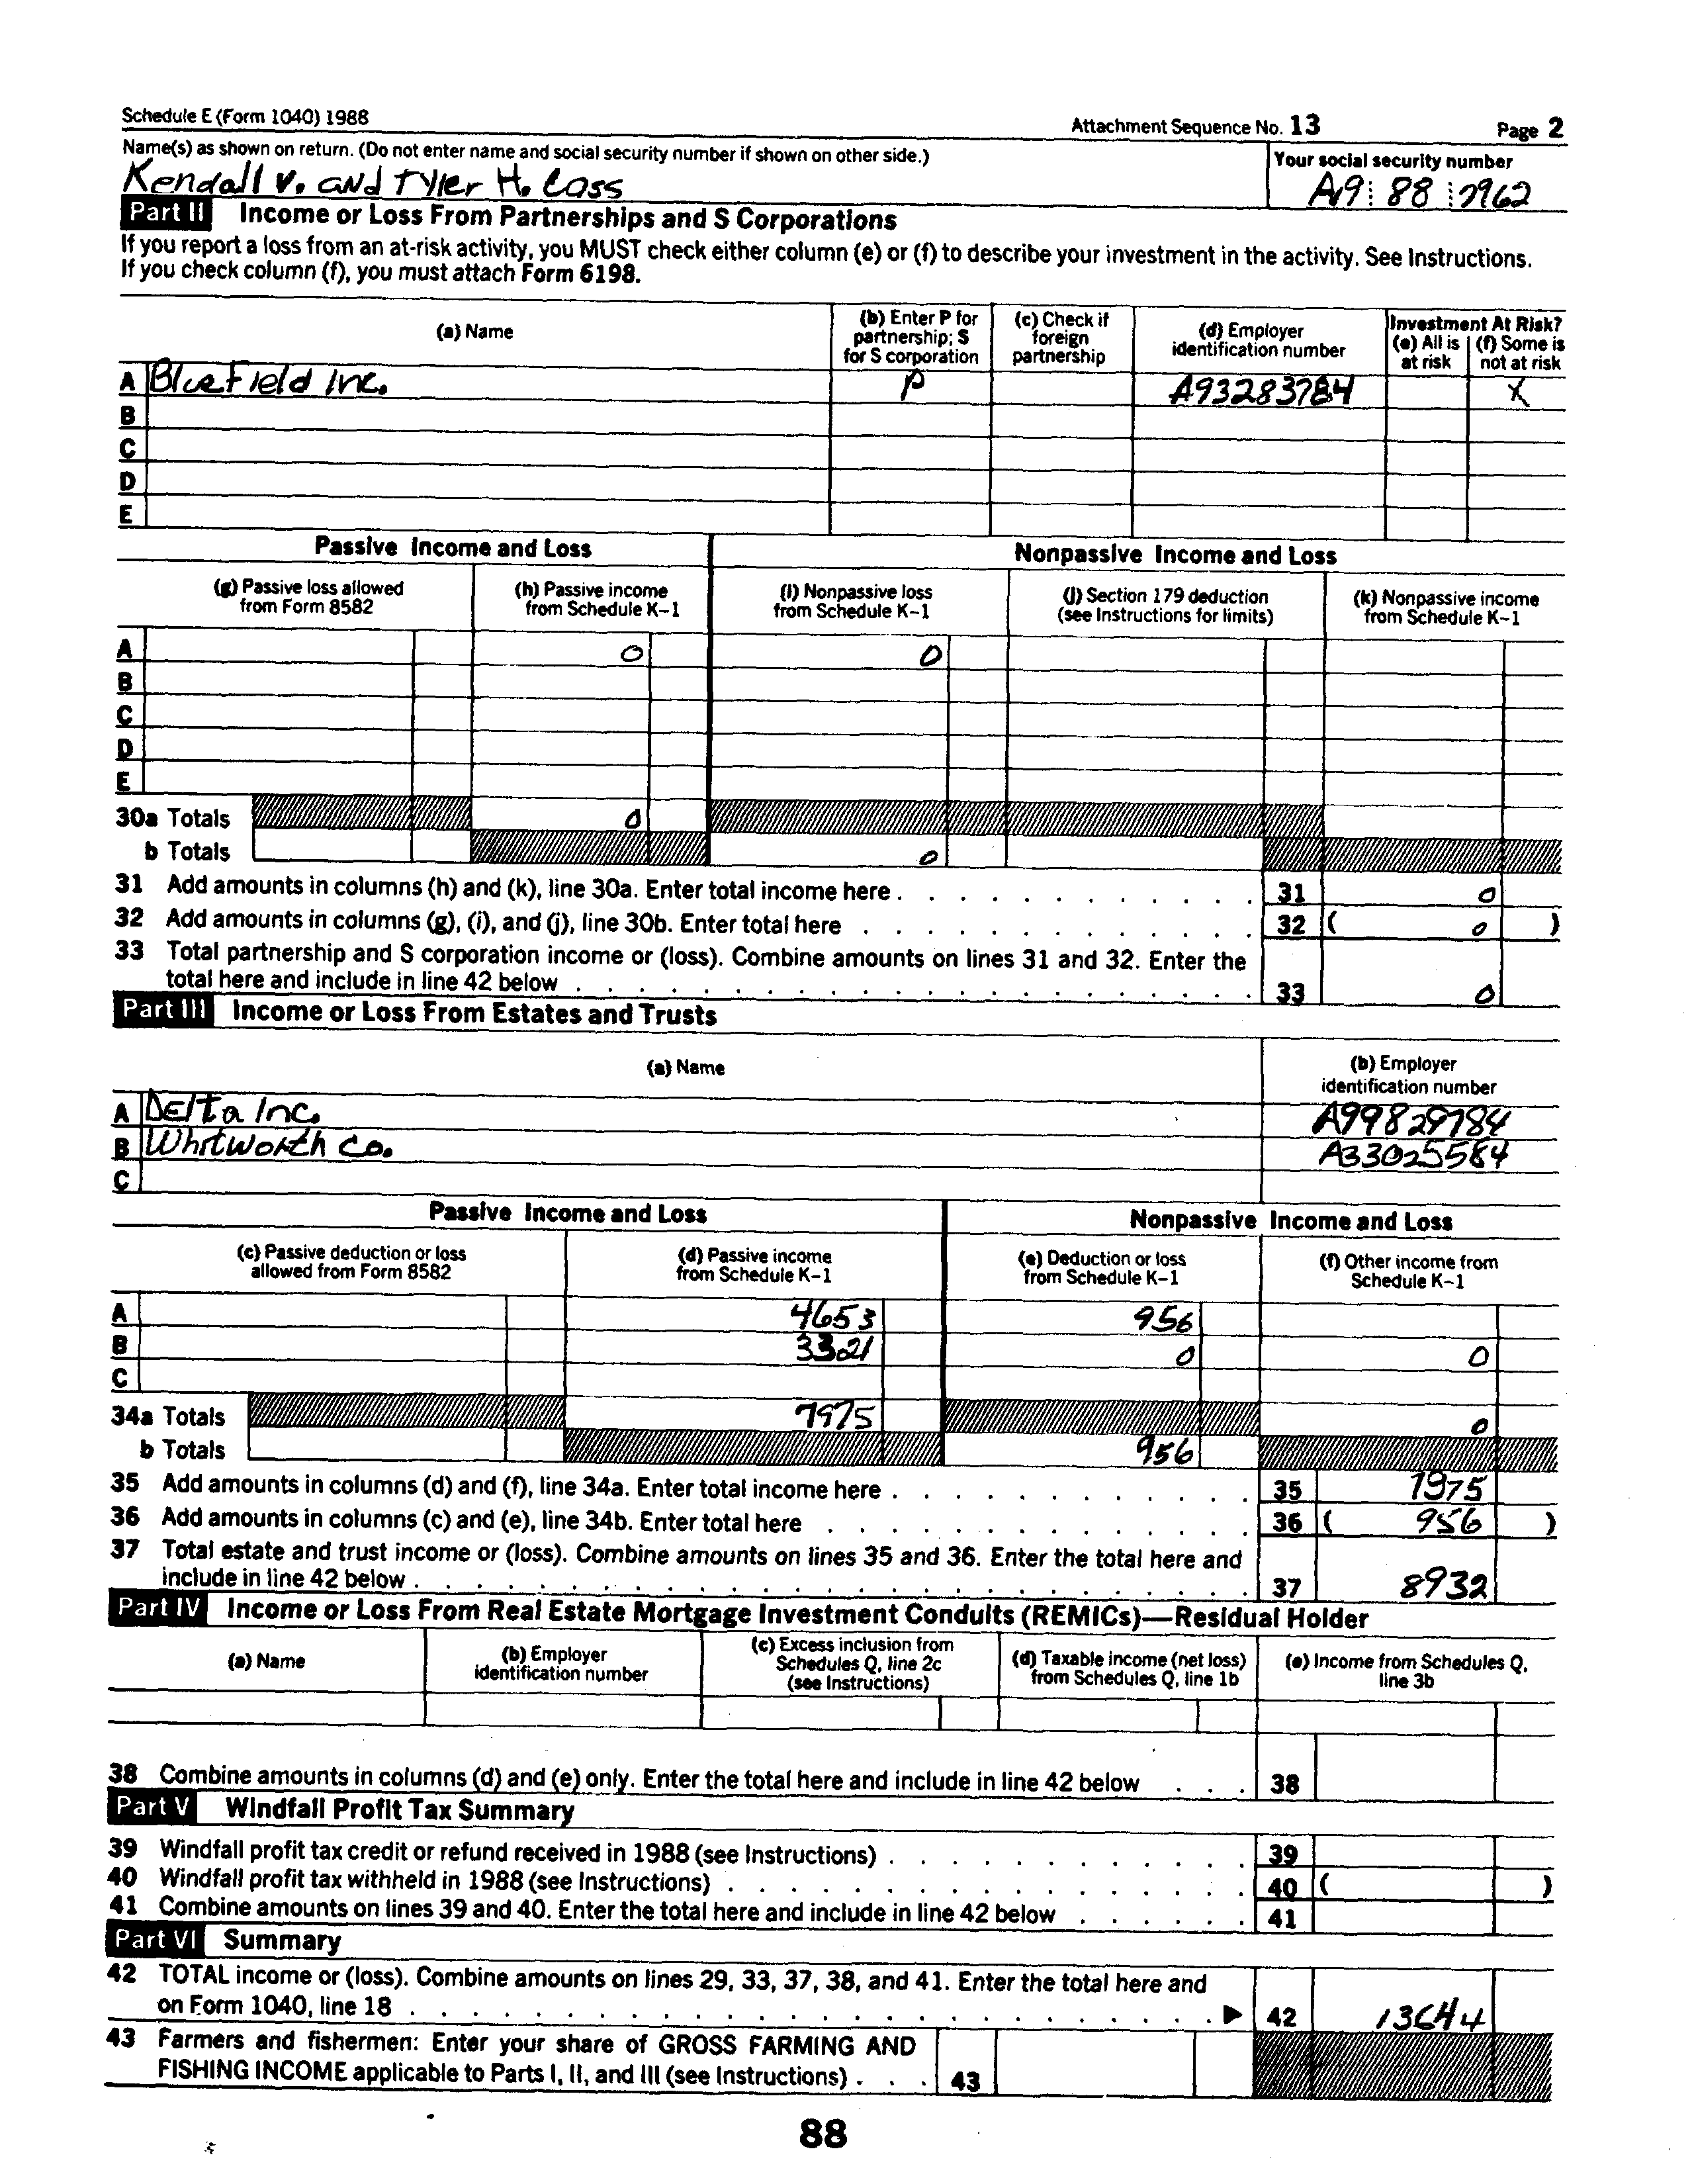 Schedule E (Form 1040) 1988
Attachment Sequence No. 13
Page 2
Name(s) as shown on return. (Do not enter name and social security number if shown on other side.)
Your social security number
Kendall V. and Tyler H. Cass
A19 88 7962
Part II Income or Loss From Partnerships and S Corporations
If you report a loss from an at-risk activity, you MUST check either column (e) or (f) to describe your investment in the activity. See Instructions.
If you check column (f), you must attach Form 6198.
(a) Name
(b) Enter P for partnership; S for S corporation
(c) Check if foreign partnership
(d) Employer identification number
Investment At Risk?
(e) All is at risk
(f) Some is not at risk
A Bluefield Inc. P A93283784 X
B
C
D
E
Passive Income and Loss
Nonpassive Income and Loss
(g) Passive loss allowed from Form 8582
(h) Passive income from Schedule K-1
(i) Nonpassive loss from Schedule K-1
(j) Section 179 deduction (see Instructions for limits)
(k) Nonpassive income from Schedule K-1
A 0 0
B
C
D
E
30a Totals 0
b Totals 0
31 Add amounts in columns (h) and (k), line 30a. Enter total income here . 31 0
32 Add amounts in columns (g), (i), and (j), line 30b. Enter total here . 32 ( 0 )
33 Total partnership and S corporation income or (loss). Combine amounts on lines 31 and 32. Enter the
total here and include in line 42 below . 33 0
Part III Income or Loss From Estates and Trusts
(a) Name
(b) Employer identification number
A Delta Inc. A99829784
B Whitworth Co. A33025584
C
Passive Income and Loss
Nonpassive Income and Loss
(c) Passive deduction or loss allowed from Form 8582
(d) Passive income from Schedule K-1
(e) Deduction or loss from Schedule K-1
(f) Other income from Schedule K-1
A 4653 956
B 3321 0 0
C
34a Totals 7975 0
b Totals 956
35 Add amounts in columns (d) and (f), line 34a. Enter total income here . 35 7975
36 Add amounts in columns (c) and (e), line 34b. Enter total here . 36 ( 956 )
37 Total estate and trust income or (loss). Combine amounts on lines 35 and 36. Enter the total here and
include in line 42 below . 37 8932
Part IV Income or Loss From Real Estate Mortgage Investment Conduits (REMICs)—Residual Holder
(a) Name
(b) Employer identification number
(c) Excess inclusion from Schedules Q, line 2c (see Instructions)
(d) Taxable income (net loss) from Schedules Q, line 1b
(e) Income from Schedules Q, line 3b
38 Combine amounts in columns (d) and (e) only. Enter the total here and include in line 42 below . . . 38
Part V Windfall Profit Tax Summary
39 Windfall profit tax credit or refund received in 1988 (see Instructions) . 39
40 Windfall profit tax withheld in 1988 (see Instructions) . 40 ( )
41 Combine amounts on lines 39 and 40. Enter the total here and include in line 42 below . 41
Part VI Summary
42 TOTAL income or (loss). Combine amounts on lines 29, 33, 37, 38, and 41. Enter the total here and
on Form 1040, line 18 . ▶ 42 13644
43 Farmers and fishermen: Enter your share of GROSS FARMING AND
FISHING INCOME applicable to Parts I, II, and III (see Instructions) . . . 43
88